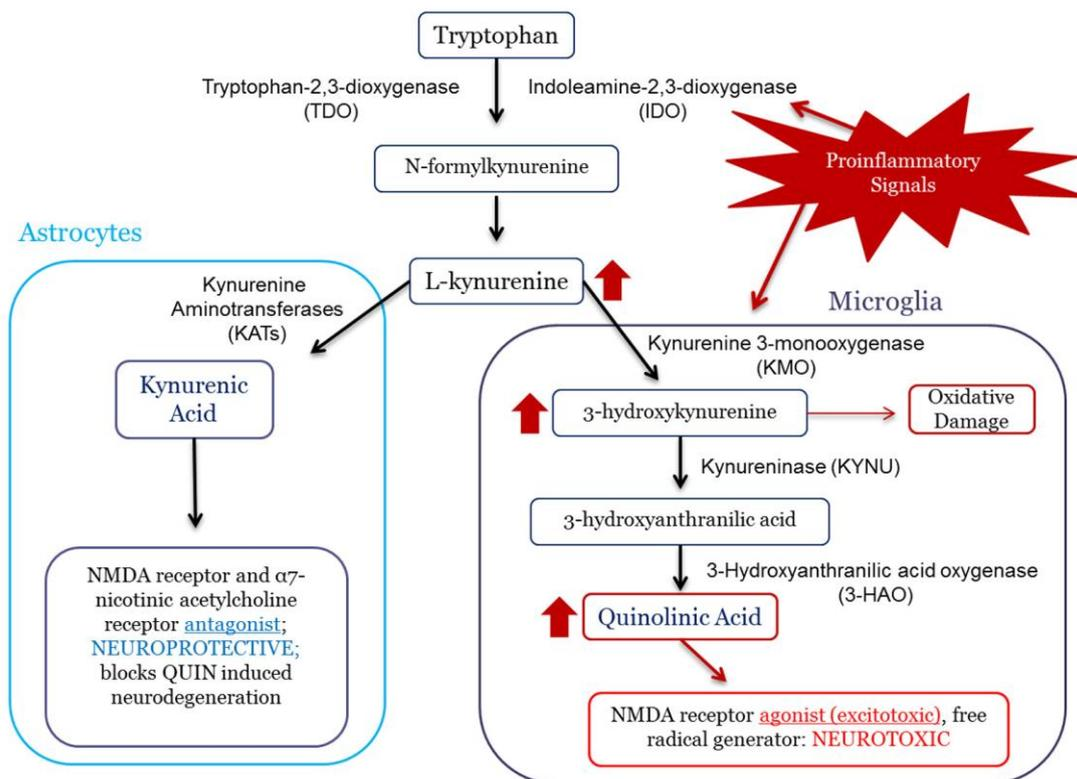 Tryptophan
Tryptophan-2,3-dioxygenase
(TDO)
Indoleamine-2,3-dioxygenase
(IDO)
Proinflammatory
Signals
N-formylkynurenine
Astrocytes
L-kynurenine
Microglia
Kynurenine
Aminotransferases
(KATs)
Kynurenic
Acid
NMDA receptor and α7-
nicotinic acetylcholine
receptor antagonist;
NEUROPROTECTIVE;
blocks QUIN induced
neurodegeneration
Kynurenine 3-monooxygenase
(KMO)
3-hydroxykynurenine
Oxidative
Damage
Kynureninase (KYNU)
3-hydroxyanthranilic acid
3-Hydroxyanthranilic acid oxygenase
(3-HAO)
Quinolinic Acid
NMDA receptor agonist (excitotoxic), free
radical generator: NEUROTOXIC